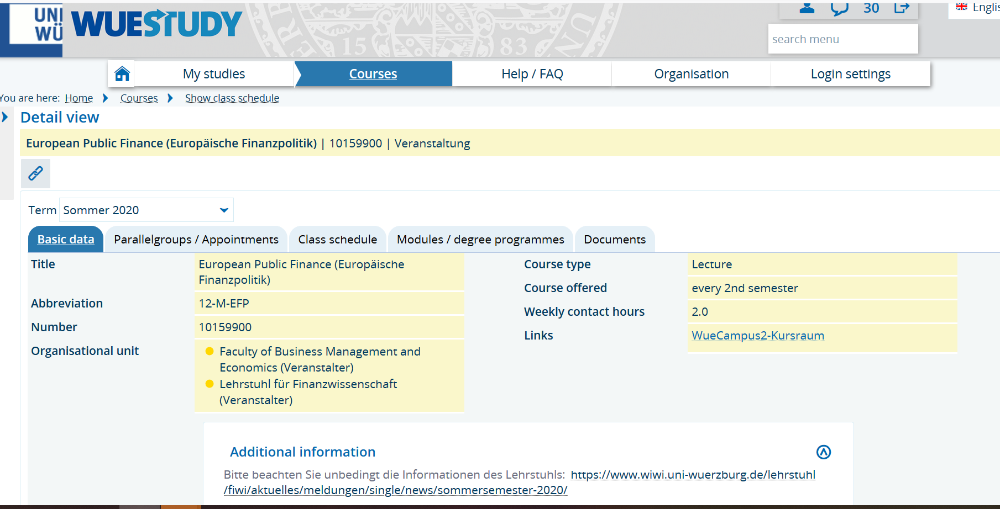 UNI
WÜ
WUESTUDY
15 83
30
Englis
search menu
My studies
Courses
Help / FAQ
Organisation
Login settings
You are here: Home Courses Show class schedule
Detail view
European Public Finance (Europäische Finanzpolitik) | 10159900 | Veranstaltung
Term Sommer 2020
Basic data
Parallelgroups / Appointments
Class schedule
Modules / degree programmes
Documents
Title
European Public Finance (Europäische
Finanzpolitik)
Abbreviation
12-M-EFP
Number
10159900
Organisational unit
Faculty of Business Management and
Economics (Veranstalter)
Lehrstuhl für Finanzwissenschaft
(Veranstalter)
Course type
Lecture
Course offered
every 2nd semester
Weekly contact hours
2.0
Links
WueCampus2-Kursraum
Additional information
Bitte beachten Sie unbedingt die Informationen des Lehrstuhls: https://www.wiwi.uni-wuerzburg.de/lehrstuhl
/fiwi/aktuelles/meldungen/single/news/sommersemester-2020/